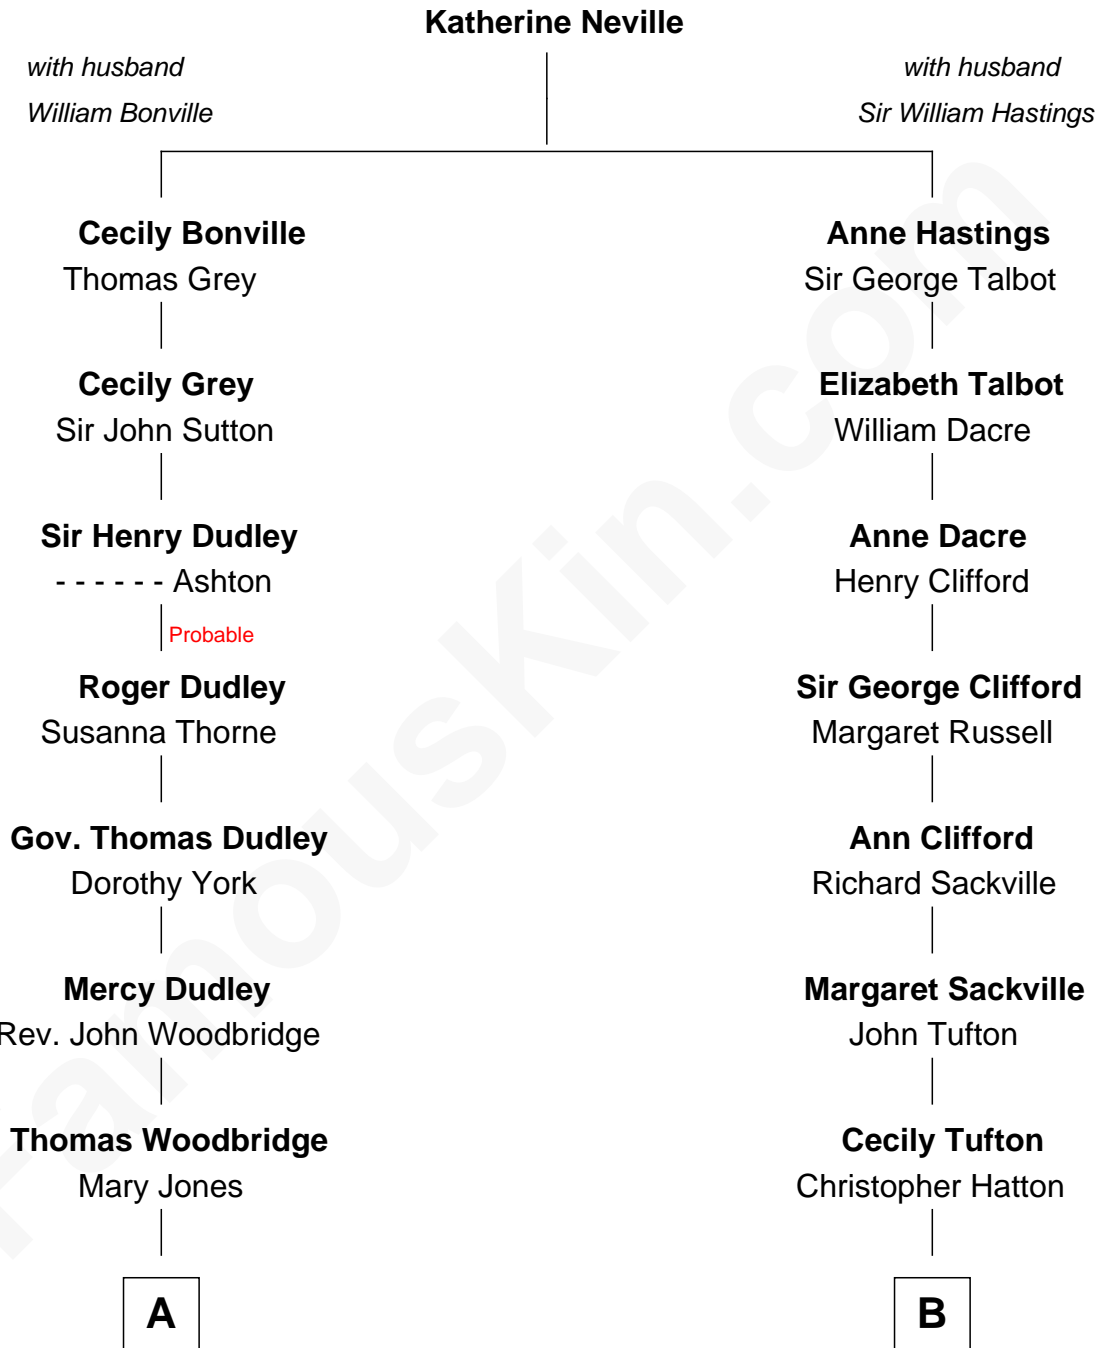 Katherine Neville
with husband
William Bonville
with husband
Sir William Hastings
Cecily Bonville
Thomas Grey
Anne Hastings
Sir George Talbot
Cecily Grey
Sir John Sutton
Elizabeth Talbot
William Dacre
Sir Henry Dudley
- - - - - - Ashton
Anne Dacre
Henry Clifford
Probable
Roger Dudley
Susanna Thorne
Sir George Clifford
Margaret Russell
Gov. Thomas Dudley
Dorothy York
Ann Clifford
Richard Sackville
Mercy Dudley
Rev. John Woodbridge
Margaret Sackville
John Tufton
Thomas Woodbridge
Mary Jones
Cecily Tufton
Christopher Hatton
A
B
FamousKin.com